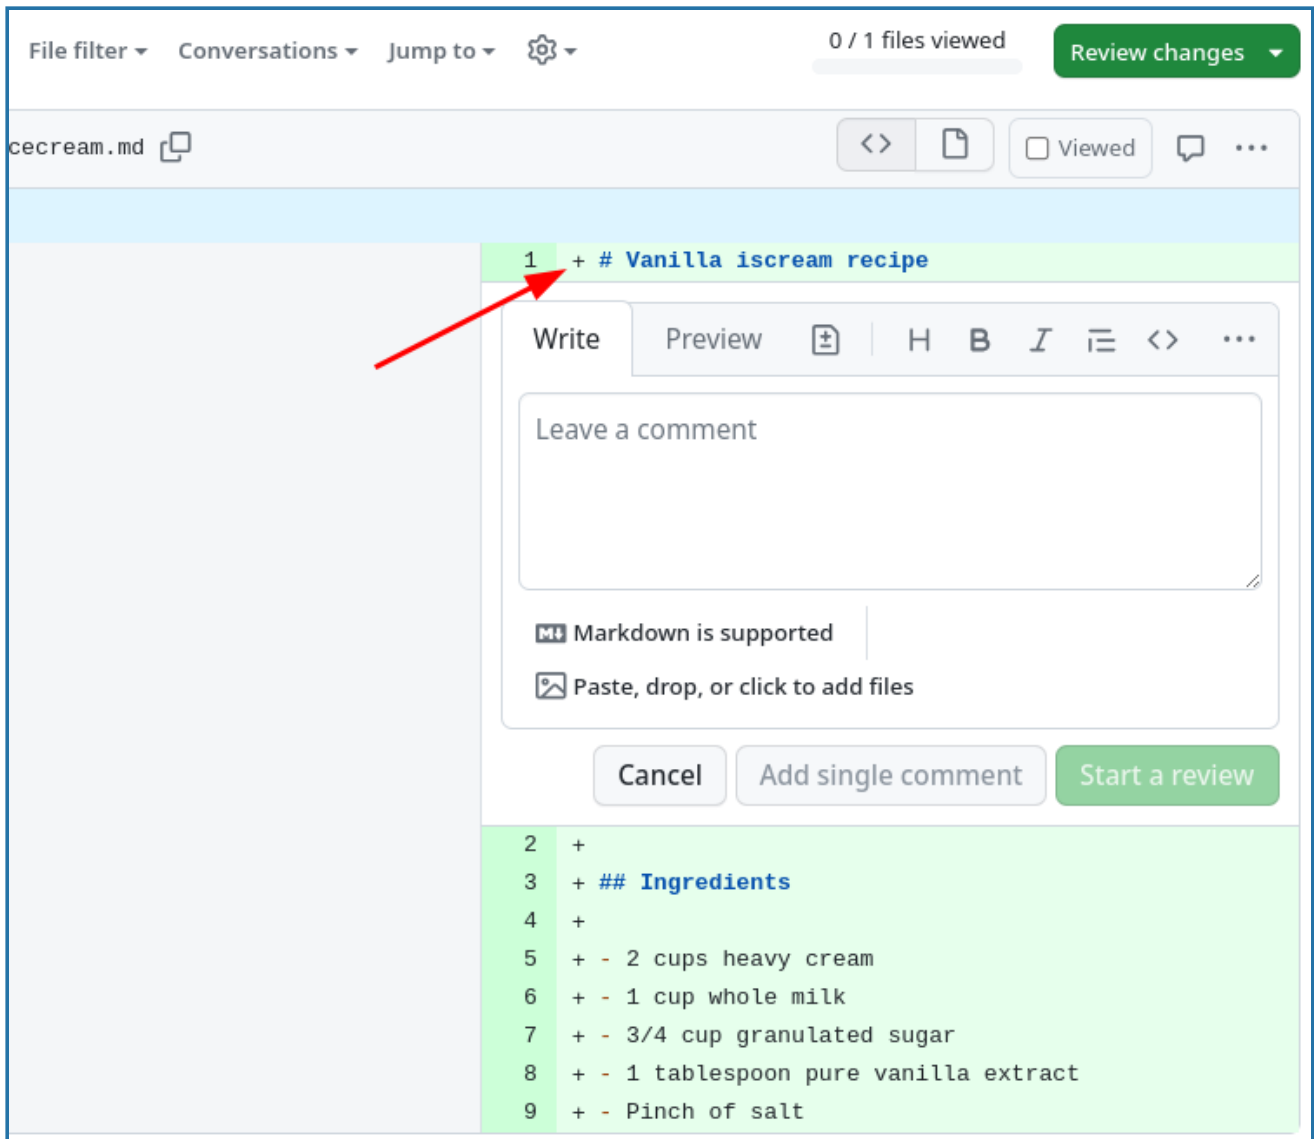 File filter Conversations Jump to 0 / 1 files viewed Review changes
cecream.md Viewed
1 + # Vanilla iscream recipe
Write Preview H B I
Leave a comment
Markdown is supported
Paste, drop, or click to add files
Cancel Add single comment Start a review
2 +
3 + ## Ingredients
4 +
5 + - 2 cups heavy cream
6 + - 1 cup whole milk
7 + - 3/4 cup granulated sugar
8 + - 1 tablespoon pure vanilla extract
9 + - Pinch of salt